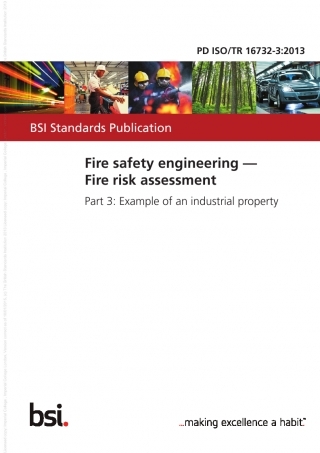 PD ISO/TR 16732-3:2013
BSI Standards Publication
Fire safety engineering —
Fire risk assessment
Part 3: Example of an industrial property
bsi.
...making excellence a habit.™